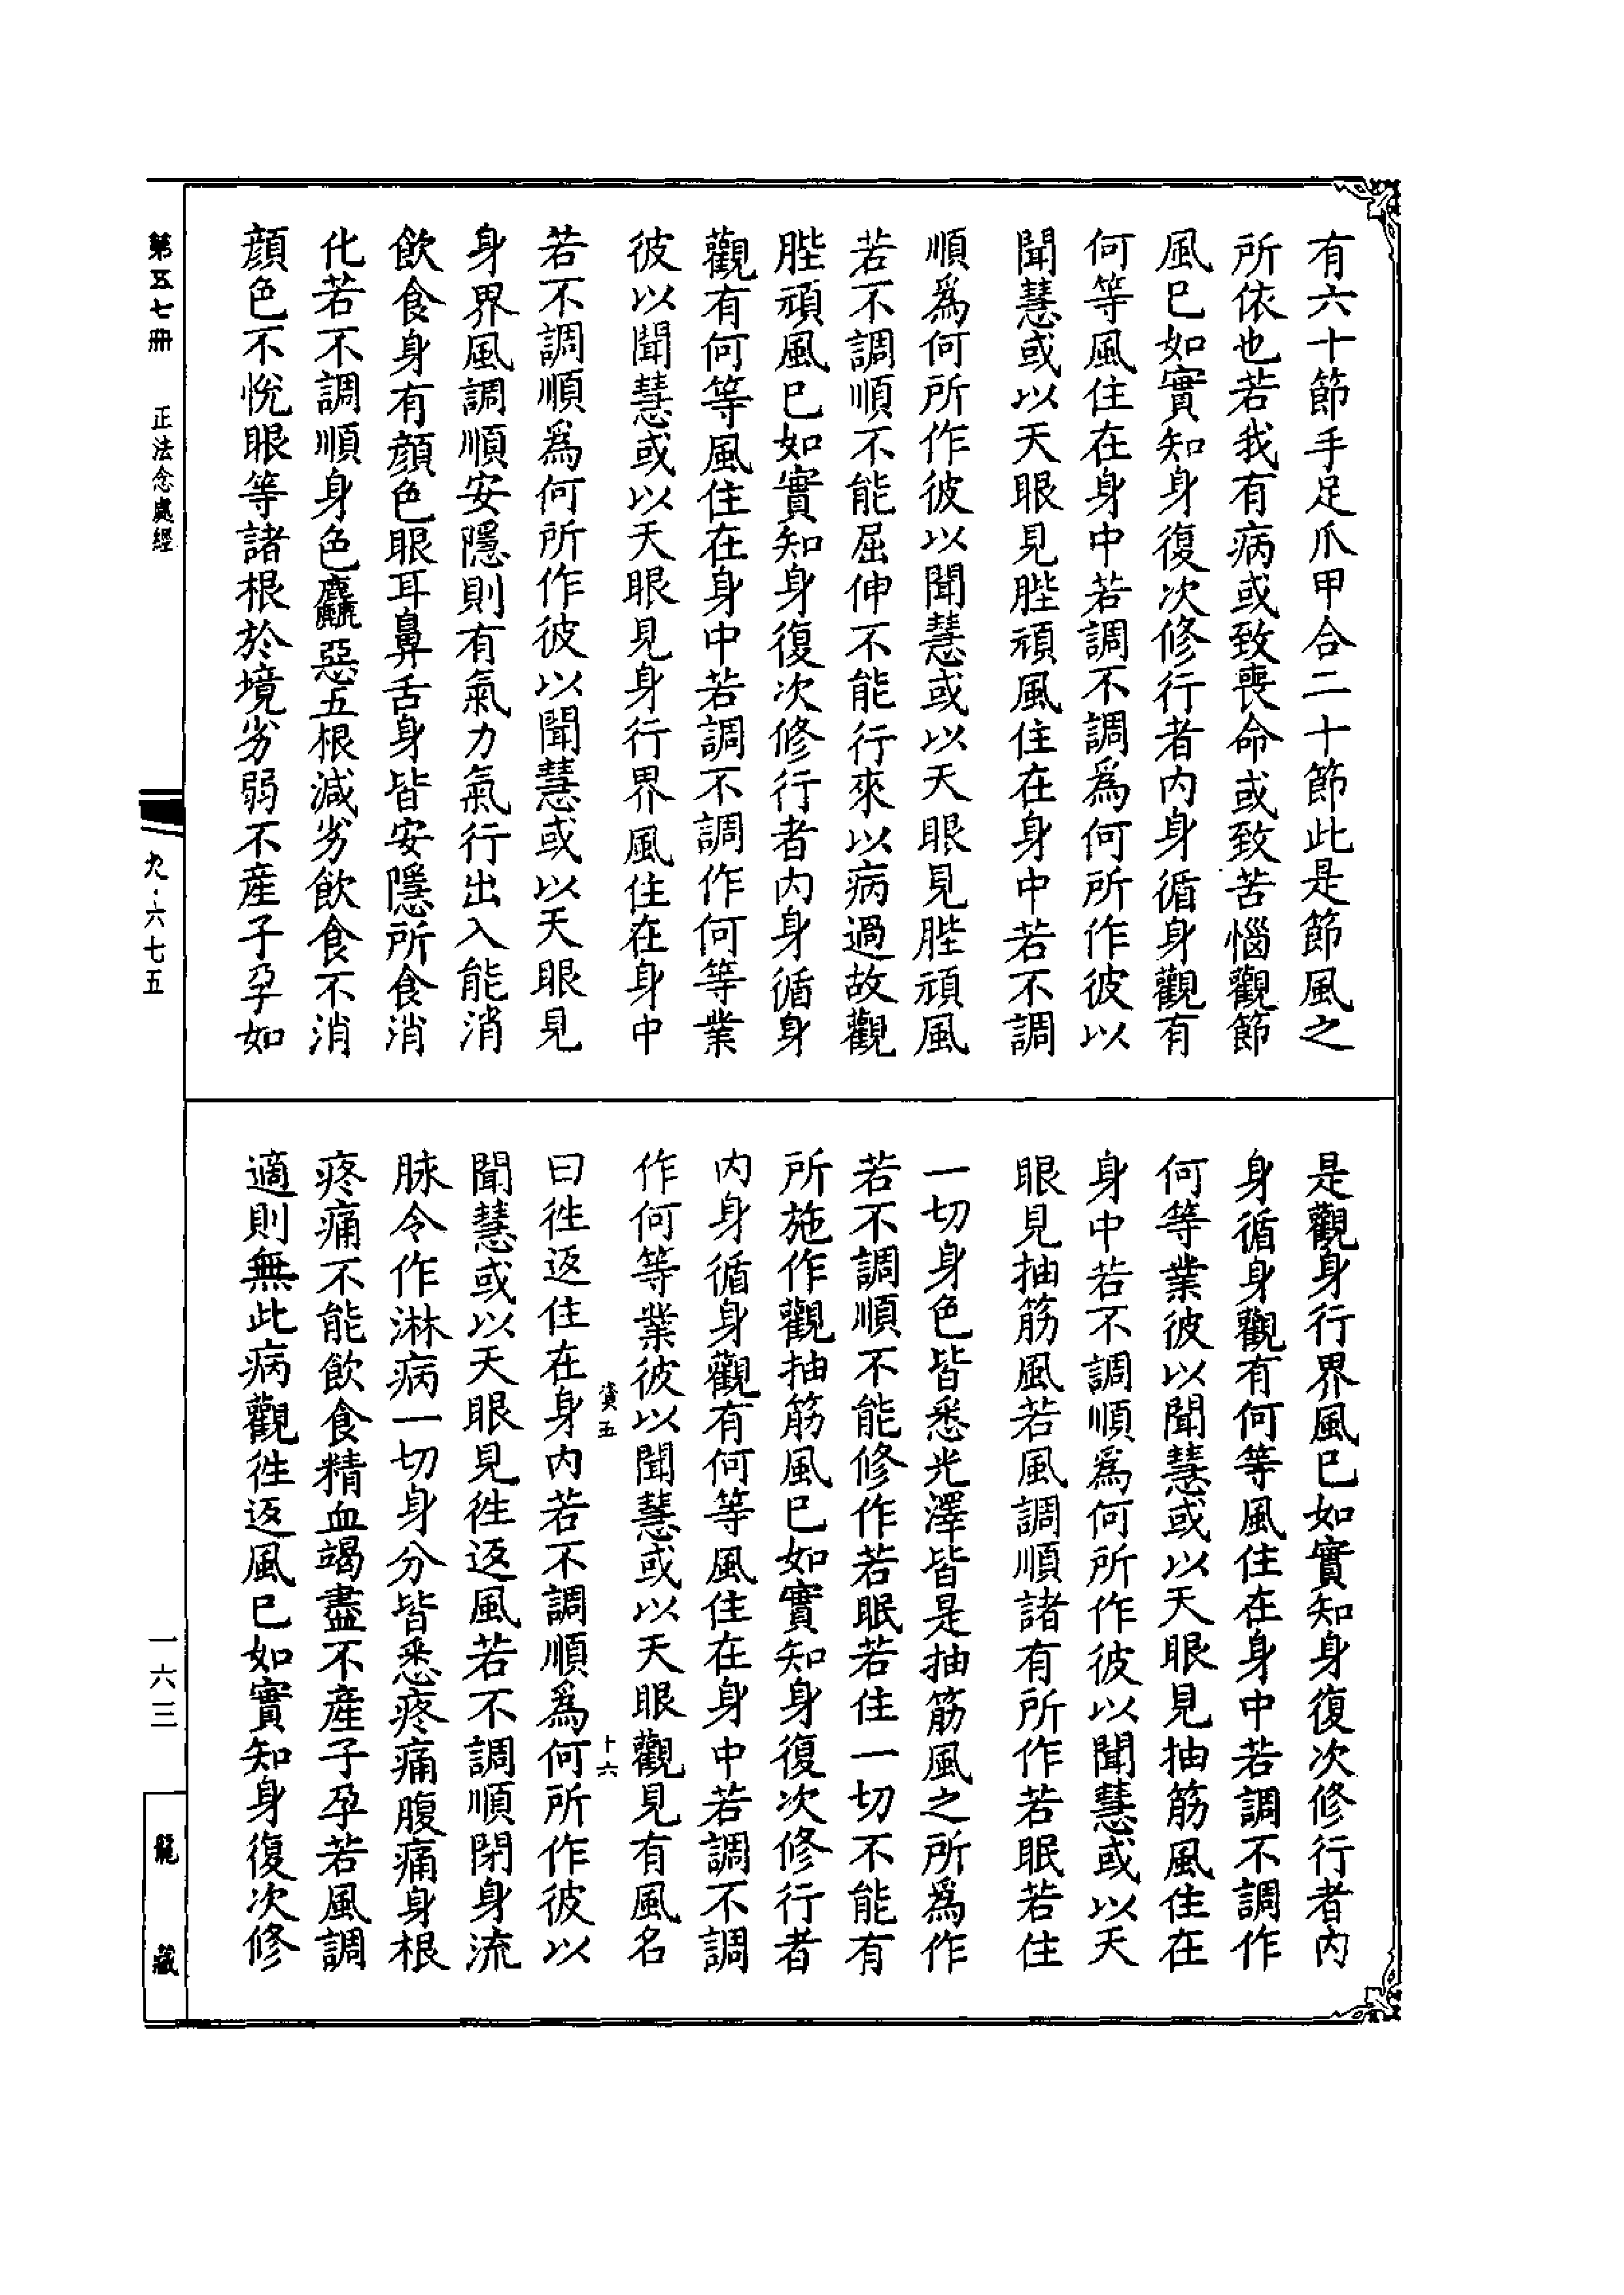 有六十節手足爪甲合二十節此是節風之
所依也若我有病或致喪命或致苦惱觀節
風已如實知身復次修行者内身循身觀有
何等風住在身中若調不調爲何所作彼以
聞慧或以天眼見䏶頑風住在身中若不調
順爲何所作彼以聞慧或以天眼見䏶頑風
若不調順不能屈伸不能行來以病過故觀
䏶頑風已如實知身復次修行者内身循身
觀有何等風住在身中若調不調作何等業
彼以聞慧或以天眼見身行界風住在身中
若不調順爲何所作彼以聞慧或以天眼見
身界風調順安隱則有氣力氣行出入能消
飲食身有顔色眼耳鼻舌身皆安隱所食消
化若不調順身色麤惡五根減劣飲食不消
顔色不悅眼等諸根於境劣弱不産子孕如
是觀身行界風已如實知身復次修行者内
身循身觀有何等風住在身中若調不調作
何等業彼以聞慧或以天眼見抽筋風住在
身中若不調順爲何所作彼以聞慧或以天
眼見抽筋風若風調順諸有所作若眠若住
一切身色皆悉光澤皆是抽筋風之所爲作
若不調順不能修作若眠若住一切不能有
所施作觀抽筋風已如實知身復次修行者
内身循身觀有何等風住在身中若調不調
作何等業彼以聞慧或以天眼觀見有風名
資五 十六
曰徃返住在身内若不調順爲何所作彼以
聞慧或以天眼見徃返風若不調順閉身流
脉令作淋病一切身分皆悉疼痛腹痛身根
疼痛不能飲食精血竭盡不産子孕若風調
適則無此病觀徃返風已如實知身復次修
第五七冊 正法念處經
九·六七五
一六三
龍藏